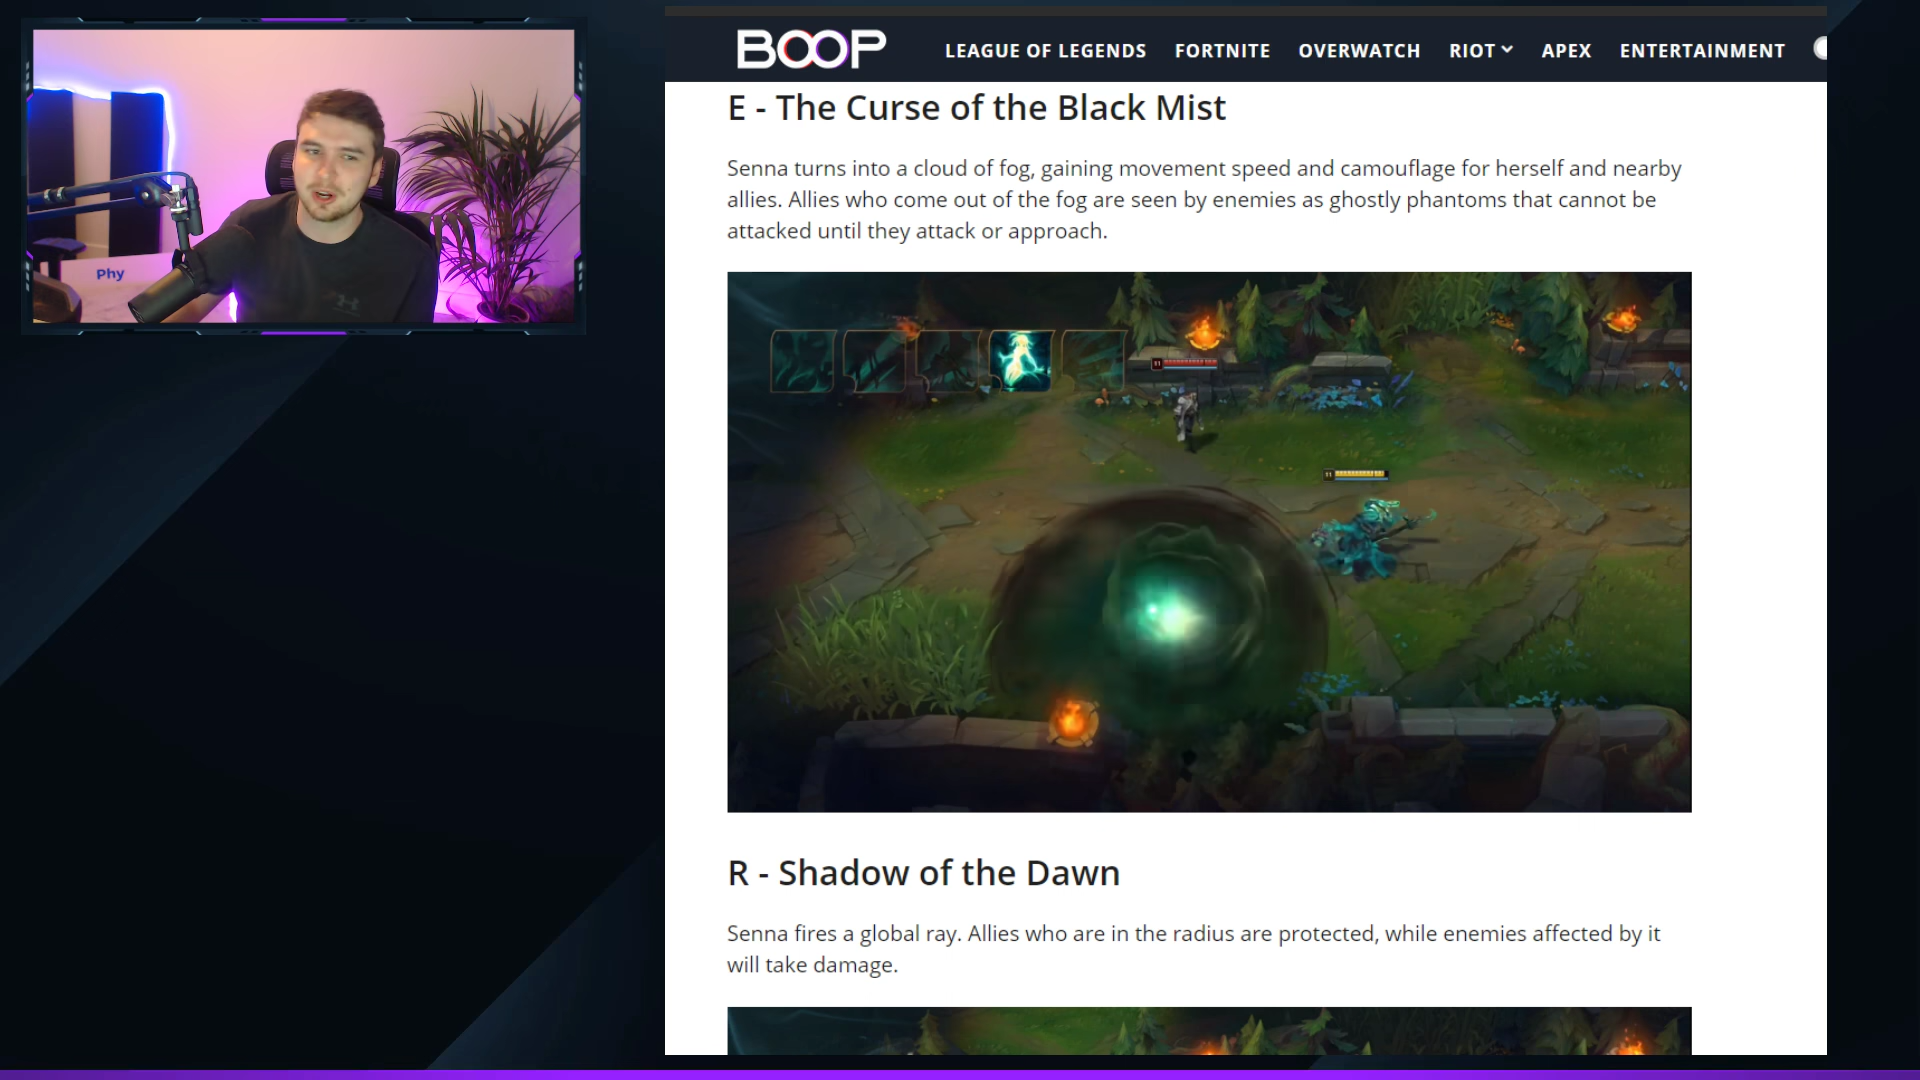 BOOP
LEAGUE OF LEGENDS FORTNITE OVERWATCH RIOT APEX ENTERTAINMENT
E - The Curse of the Black Mist
Senna turns into a cloud of fog, gaining movement speed and camouflage for herself and nearby
allies. Allies who come out of the fog are seen by enemies as ghostly phantoms that cannot be
attacked until they attack or approach.
Phy
11
11
R - Shadow of the Dawn
Senna fires a global ray. Allies who are in the radius are protected, while enemies affected by it
will take damage.